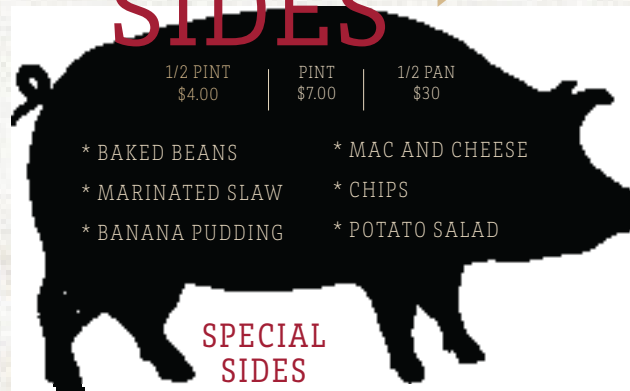 SIDES
1/2 PINT PINT 1/2 PAN
$4.00 $7.00 $30
* BAKED BEANS * MAC AND CHEESE
* MARINATED SLAW * CHIPS
* BANANA PUDDING * POTATO SALAD
SPECIAL
SIDES